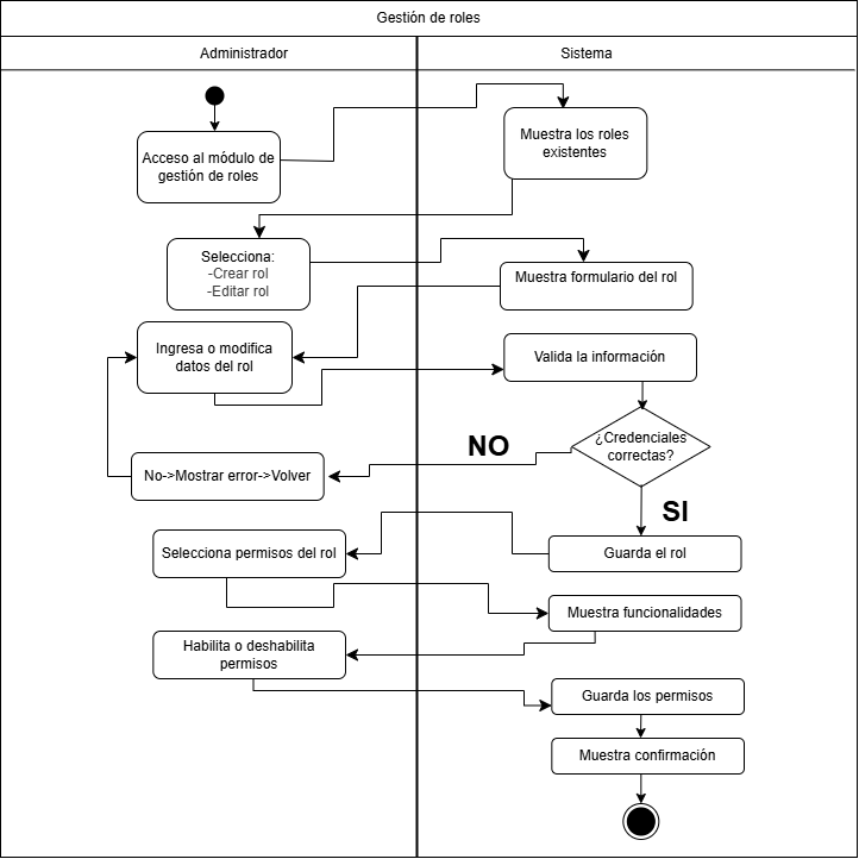 Gestión de roles
Administrador
Sistema
Acceso al módulo de
gestión de roles
Muestra los roles
existentes
Selecciona:
-Crear rol
-Editar rol
Muestra formulario del rol
Ingresa o modifica
datos del rol
Valida la información
¿Credenciales
correctas?
NO
No->Mostrar error->Volver
SI
Selecciona permisos del rol
Guarda el rol
Muestra funcionalidades
Habilita o deshabilita
permisos
Guarda los permisos
Muestra confirmación